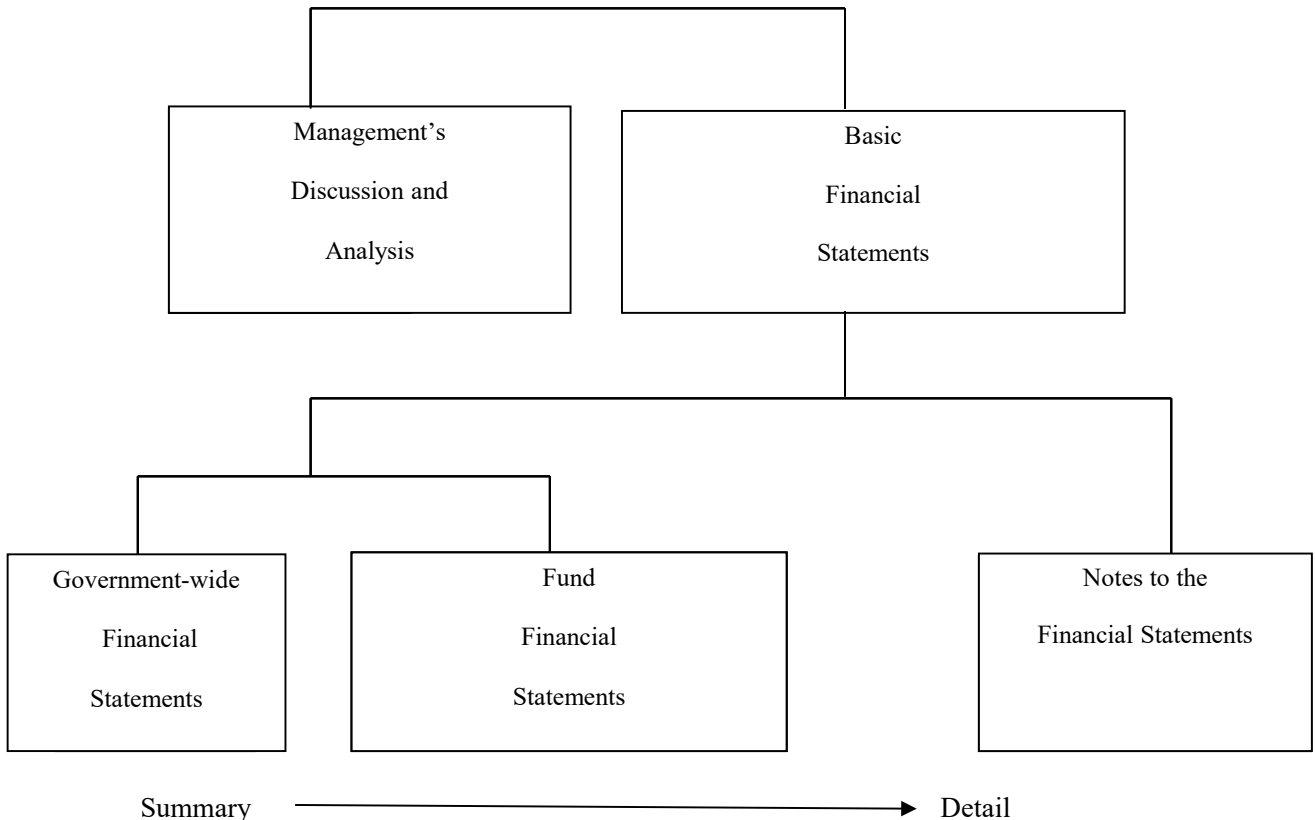 Management’s
Discussion and
Analysis
Basic
Financial
Statements
Government-wide
Financial
Statements
Fund
Financial
Statements
Notes to the
Financial Statements
Summary
Detail